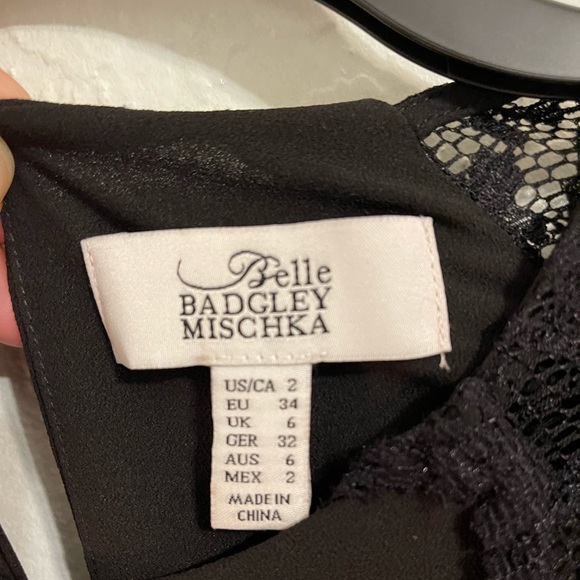 Belle
BADGLEY
MISCHKA
US/CA 2
EU 34
UK 6
GER 32
AUS 6
MEX 2
MADE IN
CHINA